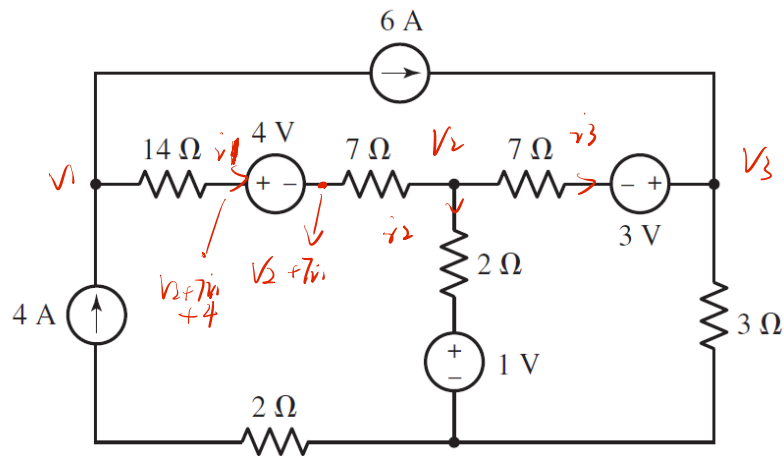 6 A
4 V
14 Ω
i1
7 Ω
V2
7 Ω
i3
V1
V3
+ −
− +
3 V
i2
V2+7i1
V2+7i1
+4
2 Ω
4 A
3 Ω
+
−
1 V
2 Ω